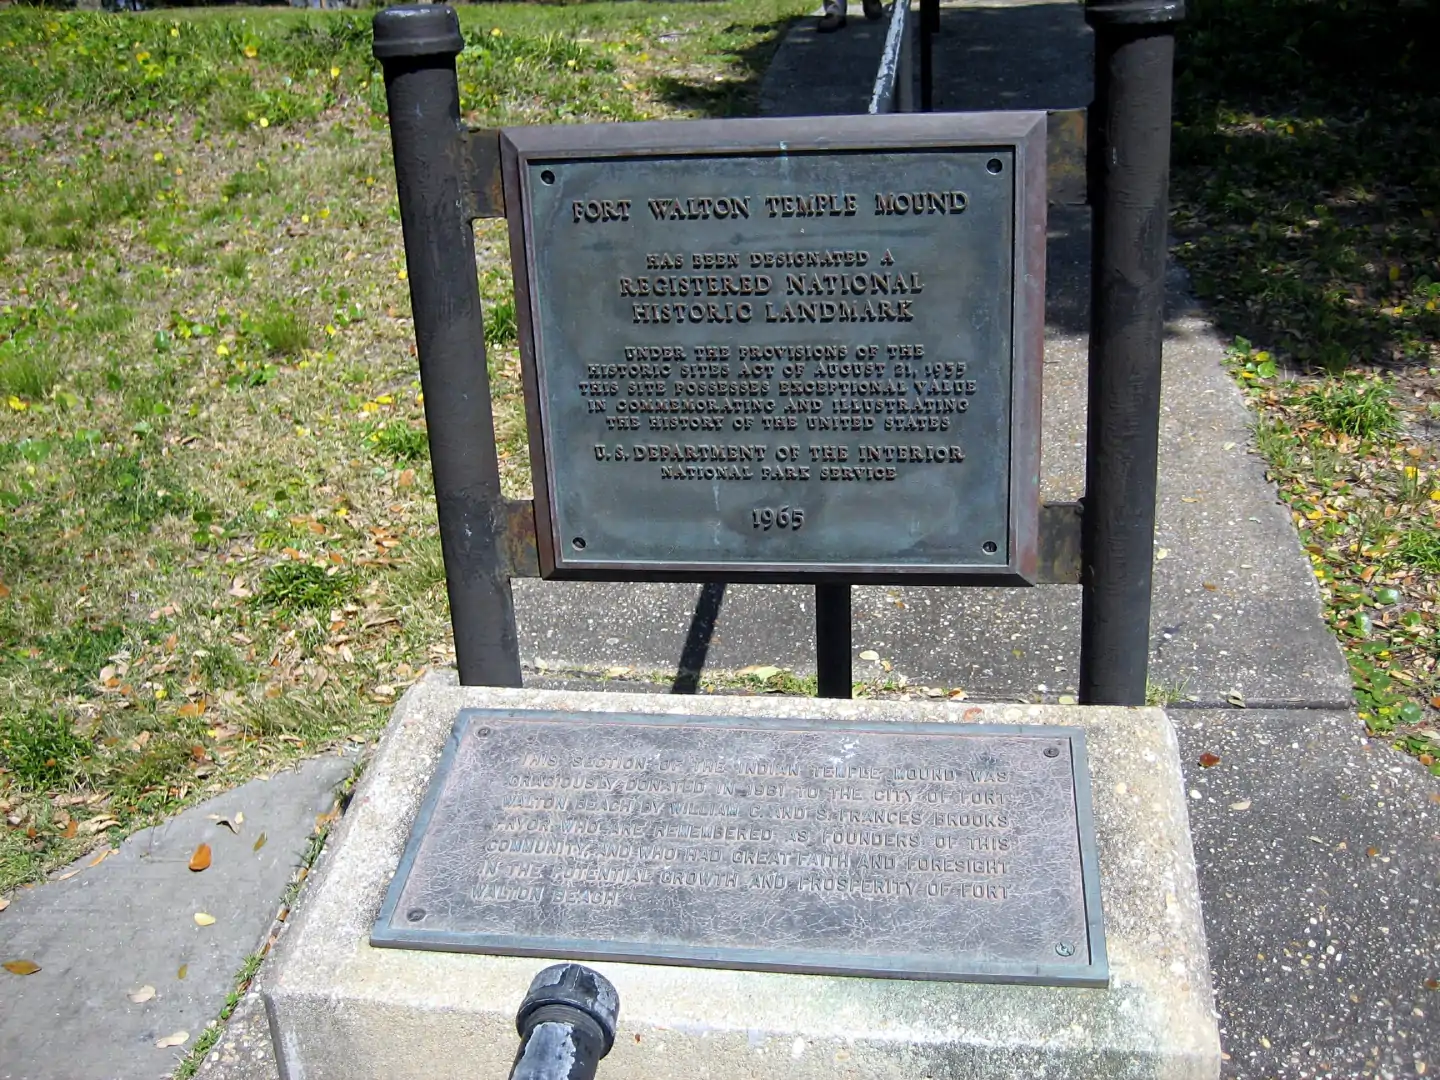 FORT WALTON TEMPLE MOUND
HAS BEEN DESIGNATED A
REGISTERED NATIONAL
HISTORIC LANDMARK
UNDER THE PROVISIONS OF THE
HISTORIC SITES ACT OF AUGUST 21, 1935
THIS SITE POSSESSES EXCEPTIONAL VALUE
IN COMMEMORATING AND ILLUSTRATING
THE HISTORY OF THE UNITED STATES
U.S. DEPARTMENT OF THE INTERIOR
NATIONAL PARK SERVICE
1965
THIS SECTION OF THE INDIAN TEMPLE MOUND WAS
GRACIOUSLY DONATED IN 1961 TO THE CITY OF FORT
WALTON BEACH BY WILLIAM C. AND S. FRANCES BROOKS
PRYOR WHO ARE REMEMBERED AS FOUNDERS OF THIS
COMMUNITY, AND WHO HAD GREAT FAITH AND FORESIGHT
IN THE POTENTIAL GROWTH AND PROSPERITY OF FORT
WALTON BEACH